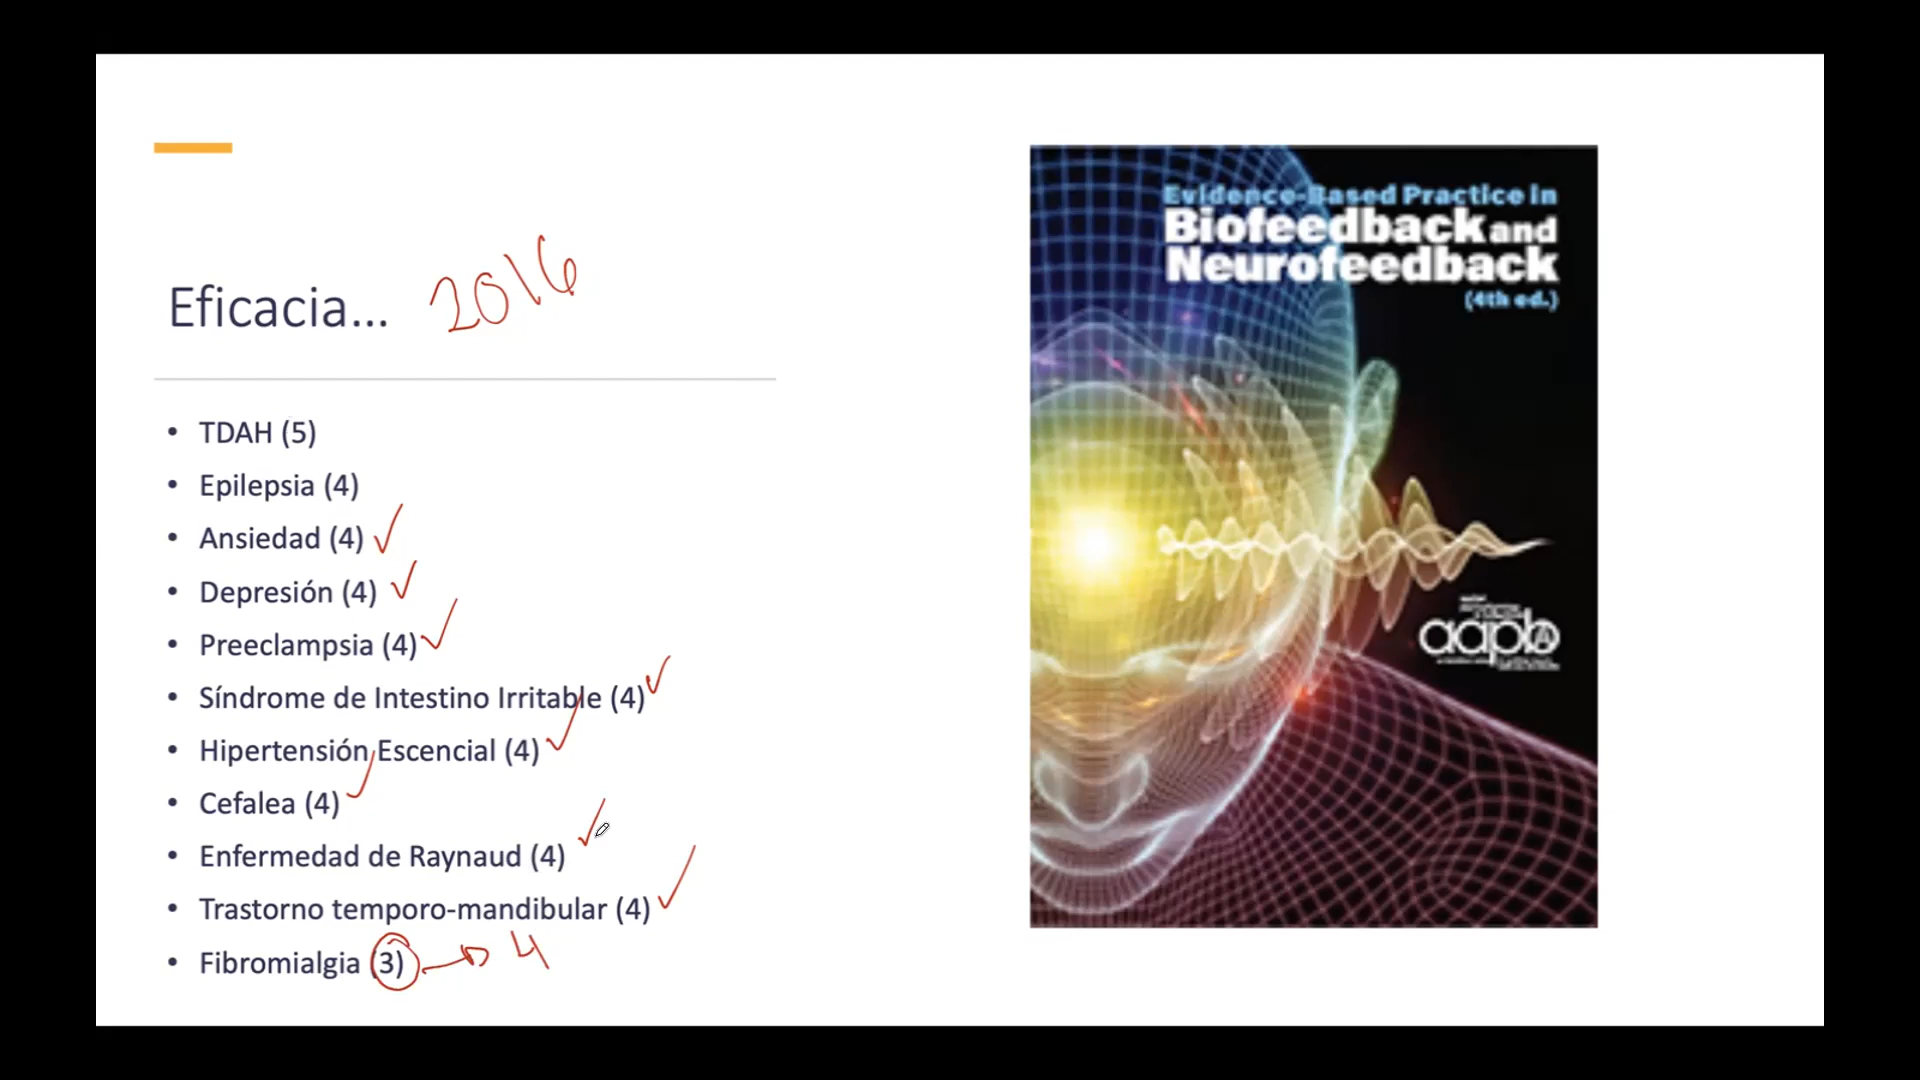 Eficacia... 2016
• TDAH (5)
• Epilepsia (4)
• Ansiedad (4) ✓
• Depresión (4) ✓
• Preeclampsia (4) ✓
• Síndrome de Intestino Irritable (4) ✓
• Hipertensión Escencial (4) ✓
• Cefalea (4) ✓
• Enfermedad de Raynaud (4) ✓
• Trastorno temporo-mandibular (4) ✓
• Fibromialgia (3) → 4
Evidence-Based Practice in
Biofeedback and
Neurofeedback
(4th ed.)
aapb